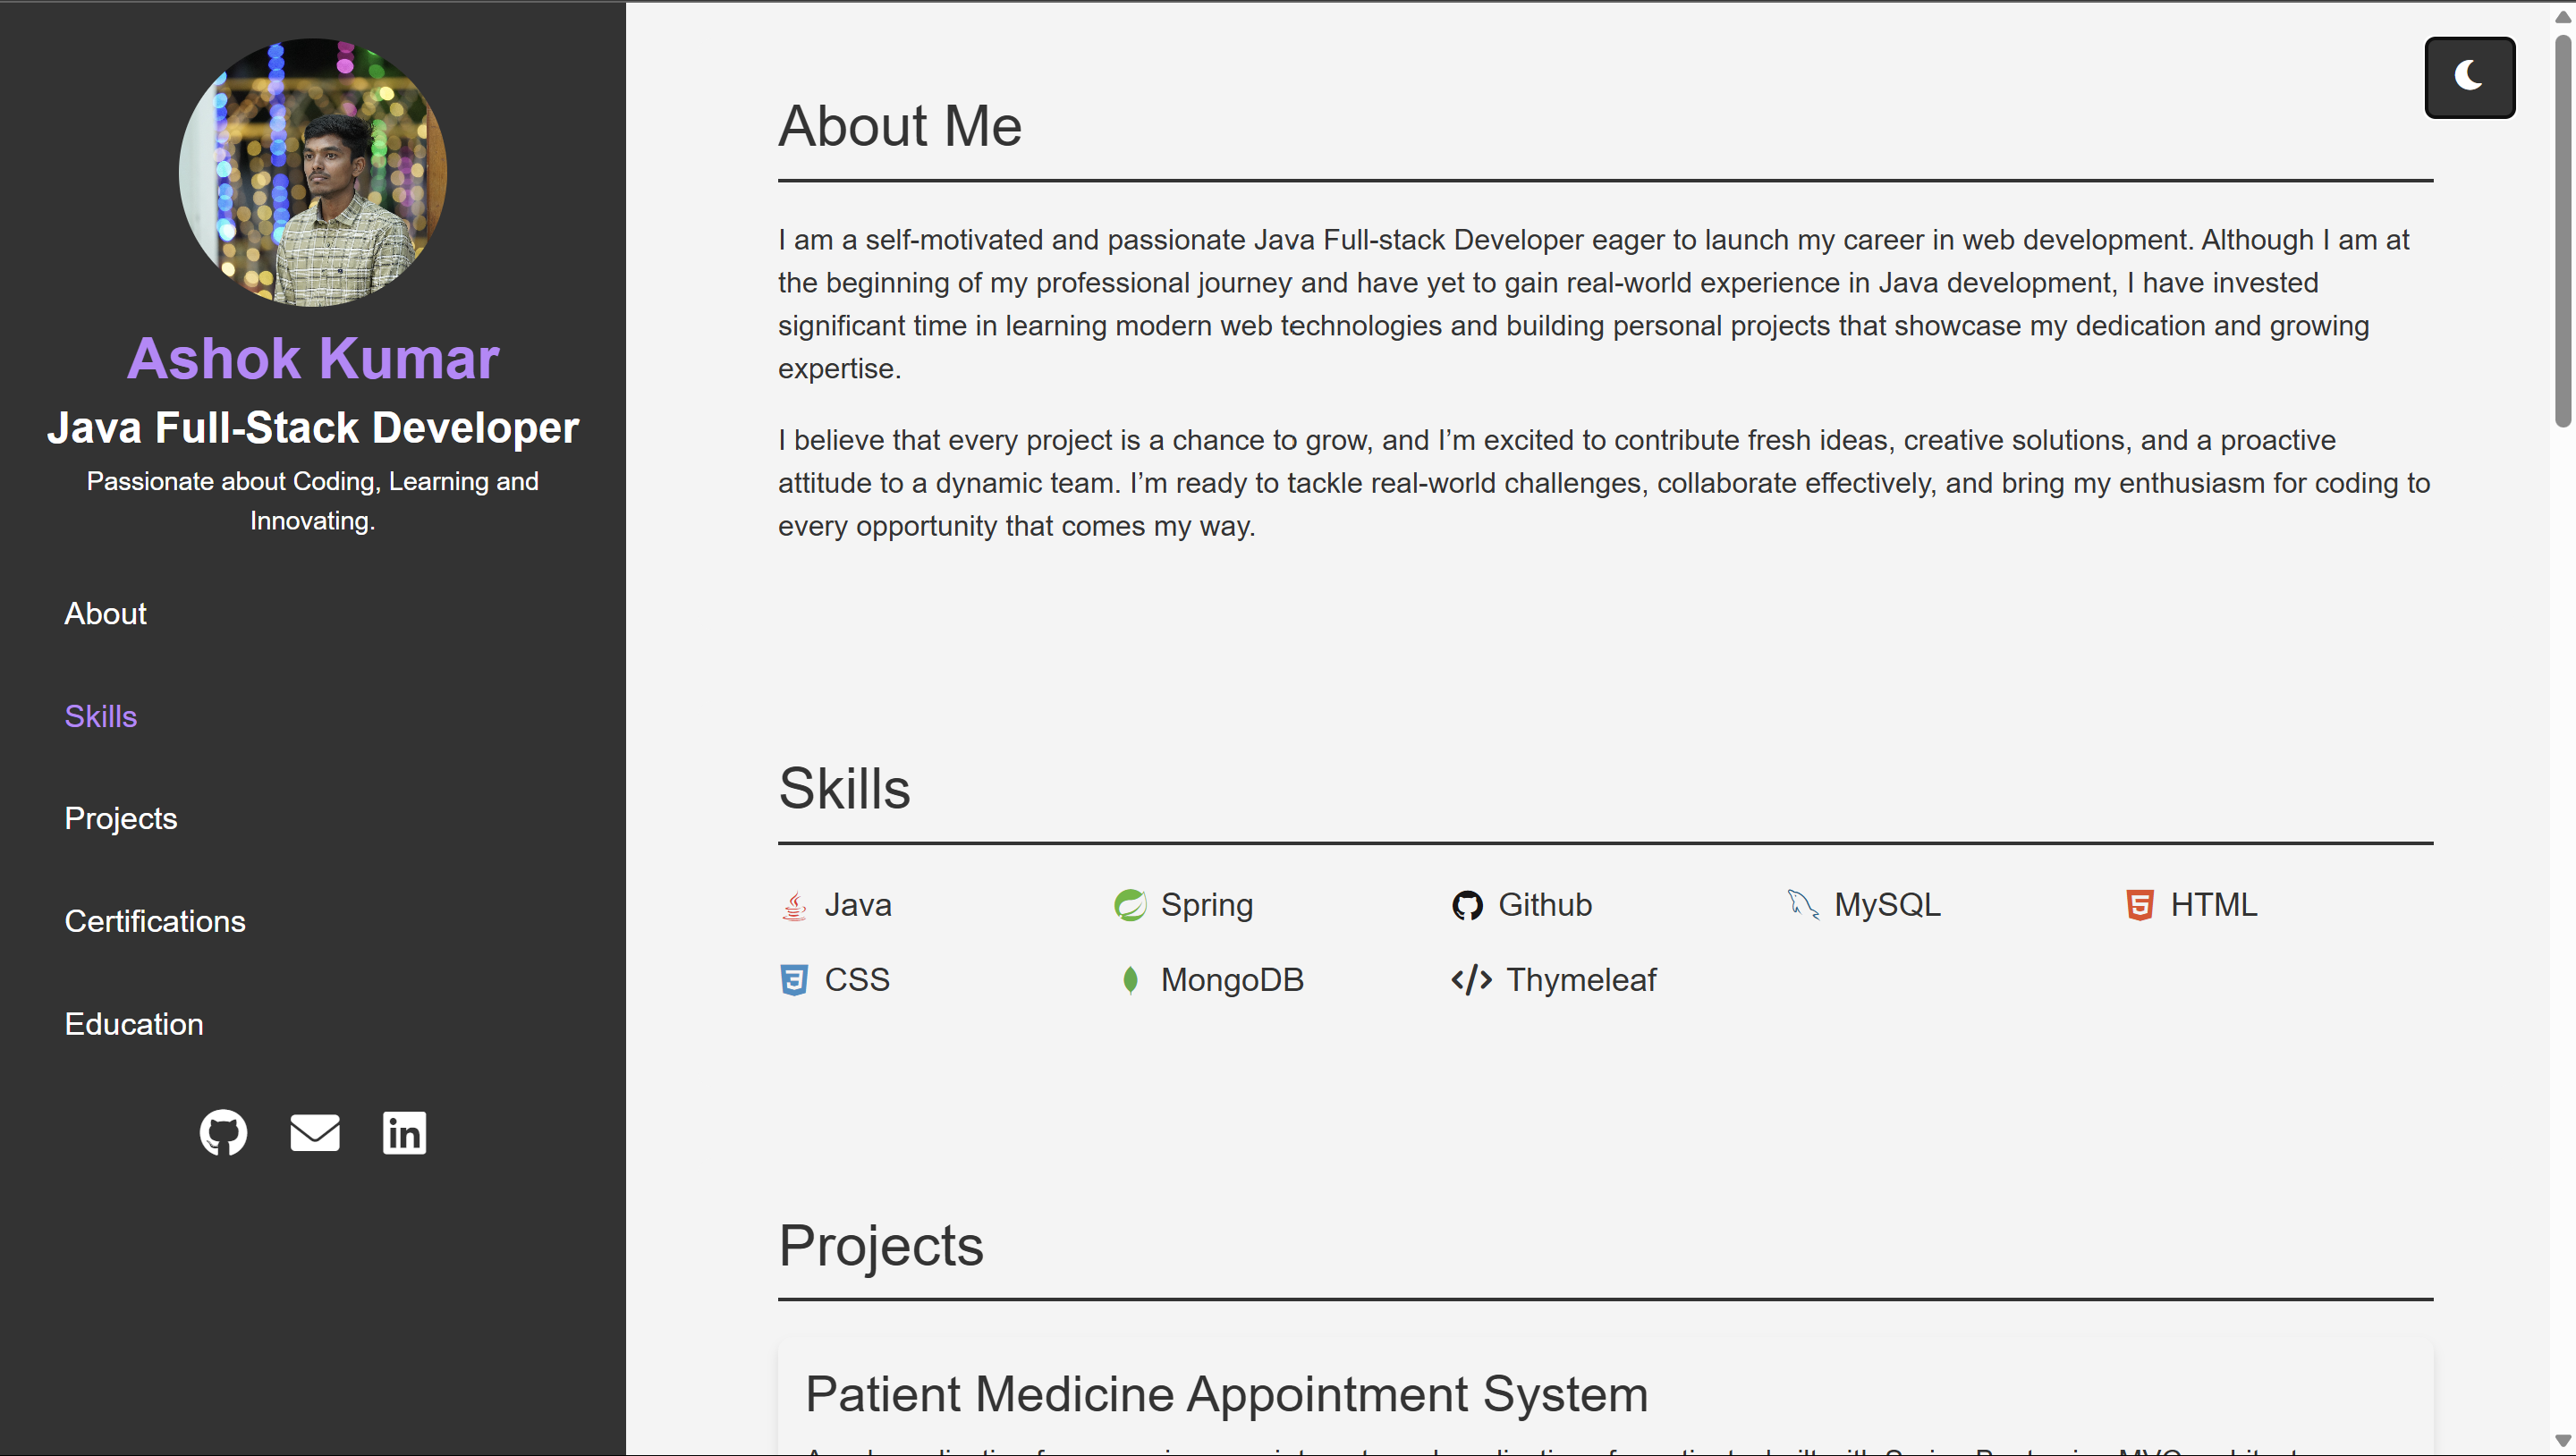 Ashok Kumar
Java Full-Stack Developer
Passionate about Coding, Learning and
Innovating.
About
Skills
Projects
Certifications
Education
in
About Me
I am a self-motivated and passionate Java Full-stack Developer eager to launch my career in web development. Although I am at
the beginning of my professional journey and have yet to gain real-world experience in Java development, I have invested
significant time in learning modern web technologies and building personal projects that showcase my dedication and growing
expertise.
I believe that every project is a chance to grow, and I’m excited to contribute fresh ideas, creative solutions, and a proactive
attitude to a dynamic team. I’m ready to tackle real-world challenges, collaborate effectively, and bring my enthusiasm for coding to
every opportunity that comes my way.
Skills
Java
Spring
Github
MySQL
HTML
CSS
MongoDB
</> Thymeleaf
Projects
Patient Medicine Appointment System